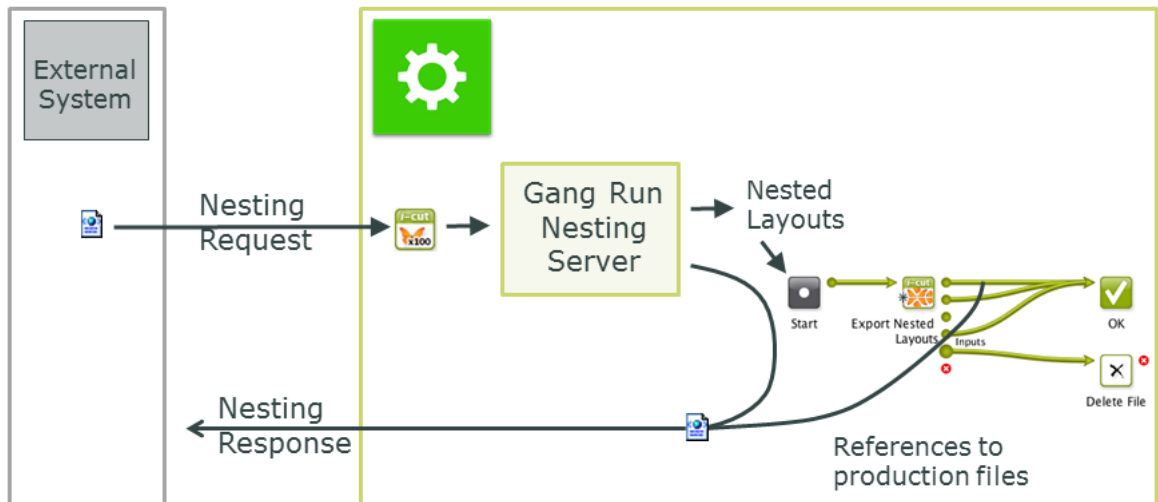 External
System
Nesting
Request
i-cut
x100
Gang Run
Nesting
Server
Nested
Layouts
Start
i-cut
Export Nested
Layouts
Inputs
OK
Delete File
Nesting
Response
References to
production files